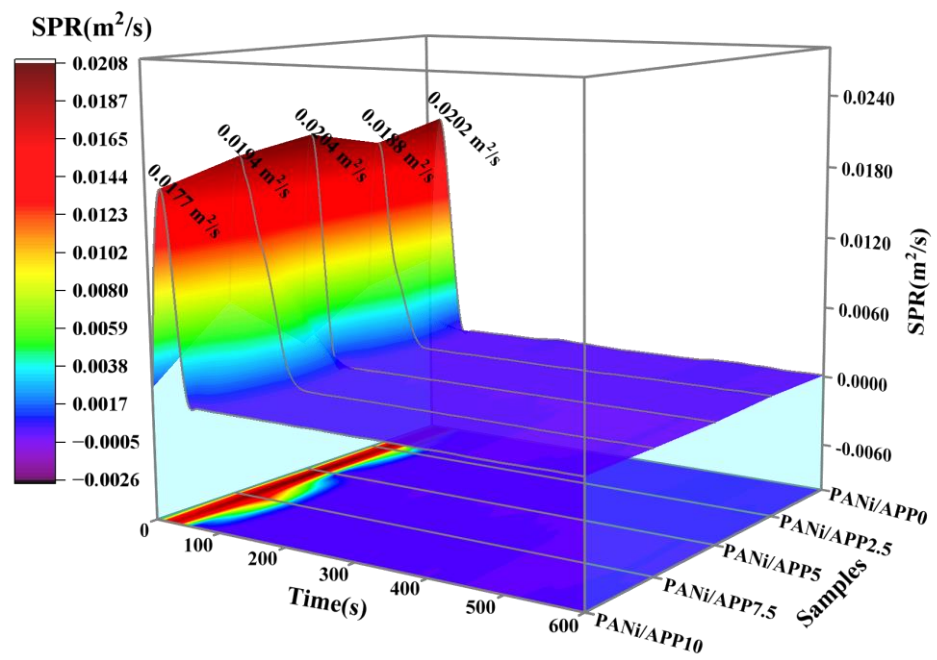 SPR(m²/s)
0.0208
0.0187
0.0165
0.0144
0.0123
0.0102
0.0080
0.0059
0.0038
0.0017
−0.0005
−0.0026
0.0177 m²/s
0.0194 m²/s
0.0204 m²/s
0.0188 m²/s
0.0202 m²/s
0.0240
0.0180
0.0120
0.0060
0.0000
−0.0060
SPR(m²/s)
0
100
200
300
400
500
600
Time(s)
PANi/APP0
PANi/APP2.5
PANi/APP5
PANi/APP7.5
PANi/APP10
Samples